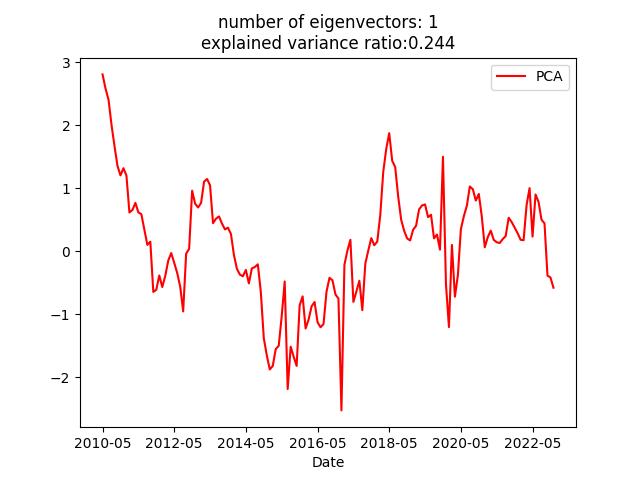 number of eigenvectors: 1
explained variance ratio:0.244
PCA
3
2
1
0
−1
−2
2010-05 2012-05 2014-05 2016-05 2018-05 2020-05 2022-05
Date